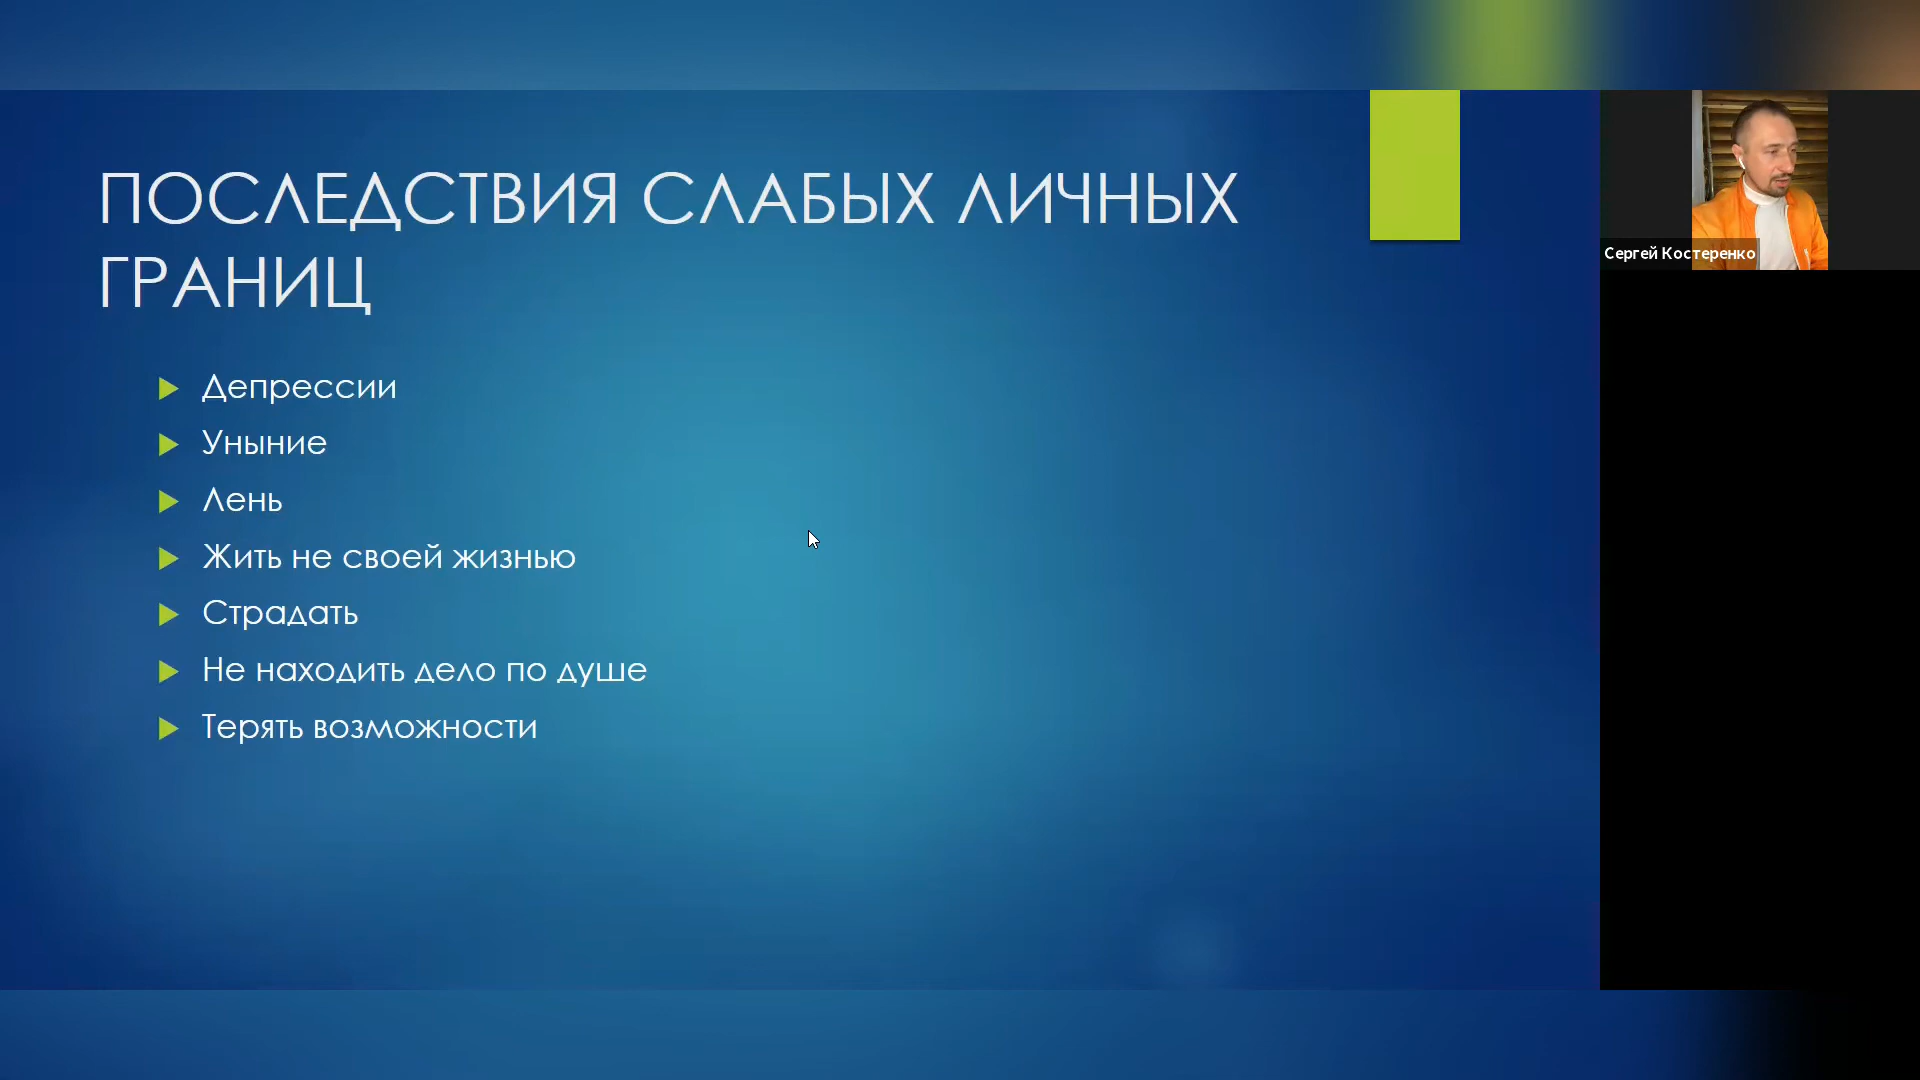 ПОСЛЕДСТВИЯ СЛАБЫХ ЛИЧНЫХ
ГРАНИЦ
Депрессии
Уныние
Лень
Жить не своей жизнью
Страдать
Не находить дело по душе
Терять возможности
Сергей Костеренко